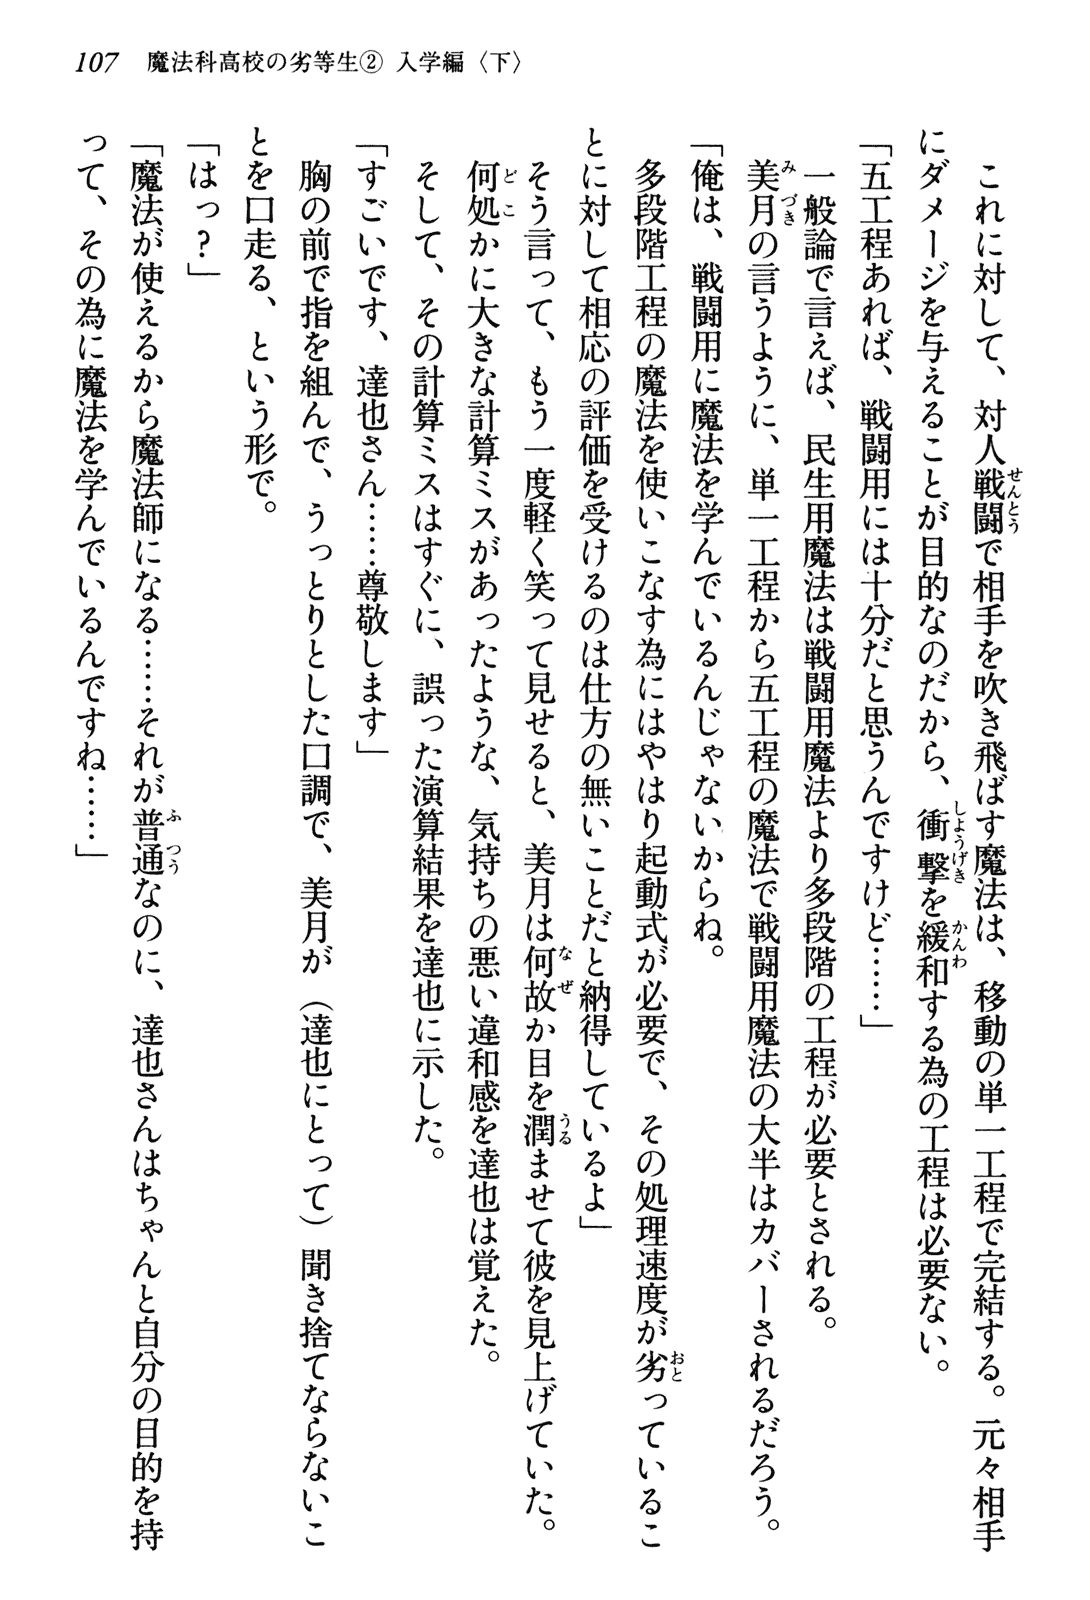 107 魔法科高校の劣等生② 入学編〈下〉
　これに対して、対人戦闘で相手を吹き飛ばす魔法は、移動の単一工程で完結する。元々相手
にダメージを与えることが目的なのだから、衝撃を緩和する為の工程は必要ない。
「五工程あれば、戦闘用には十分だと思うんですけど……」
　一般論で言えば、民生用魔法は戦闘用魔法より多段階の工程が必要とされる。
　美月の言うように、単一工程から五工程の魔法で戦闘用魔法の大半はカバーされるだろう。
「俺は、戦闘用に魔法を学んでいるんじゃないからね。
　多段階工程の魔法を使いこなす為にはやはり起動式が必要で、その処理速度が劣っているこ
とに対して相応の評価を受けるのは仕方の無いことだと納得しているよ」
　そう言って、もう一度軽く笑って見せると、美月は何故か目を潤ませて彼を見上げていた。
　何処かに大きな計算ミスがあったような、気持ちの悪い違和感を達也は覚えた。
　そして、その計算ミスはすぐに、誤った演算結果を達也に示した。
「すごいです、達也さん……尊敬します」
　胸の前で指を組んで、うっとりとした口調で、美月が（達也にとって）聞き捨てならないこ
とを口走る、という形で。
「はっ？」
「魔法が使えるから魔法師になる……それが普通なのに、達也さんはちゃんと自分の目的を持
って、その為に魔法を学んでいるんですね……」